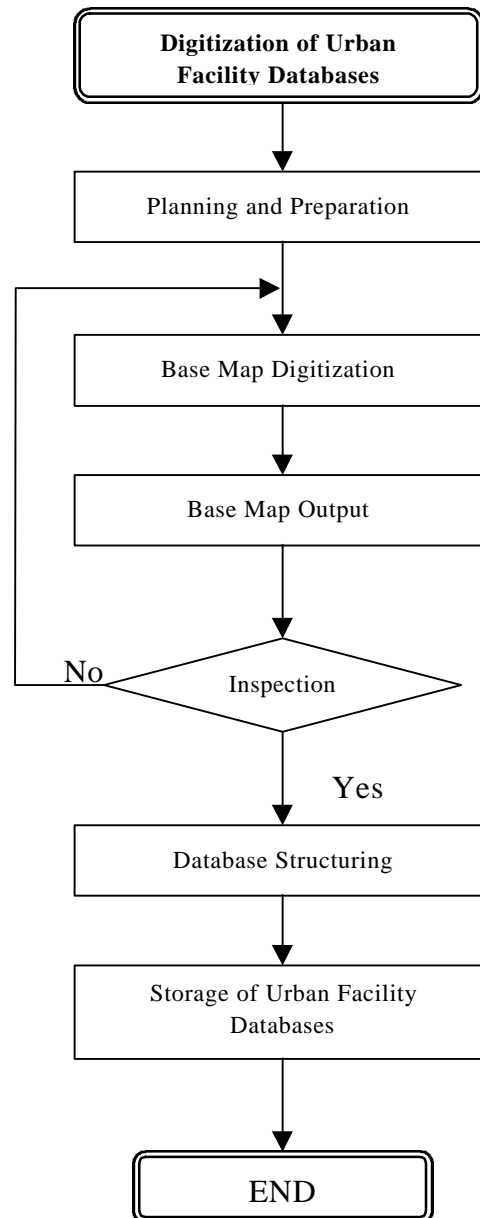 Digitization of Urban
Facility Databases
Planning and Preparation
Base Map Digitization
Base Map Output
No
Inspection
Yes
Database Structuring
Storage of Urban Facility
Databases
END